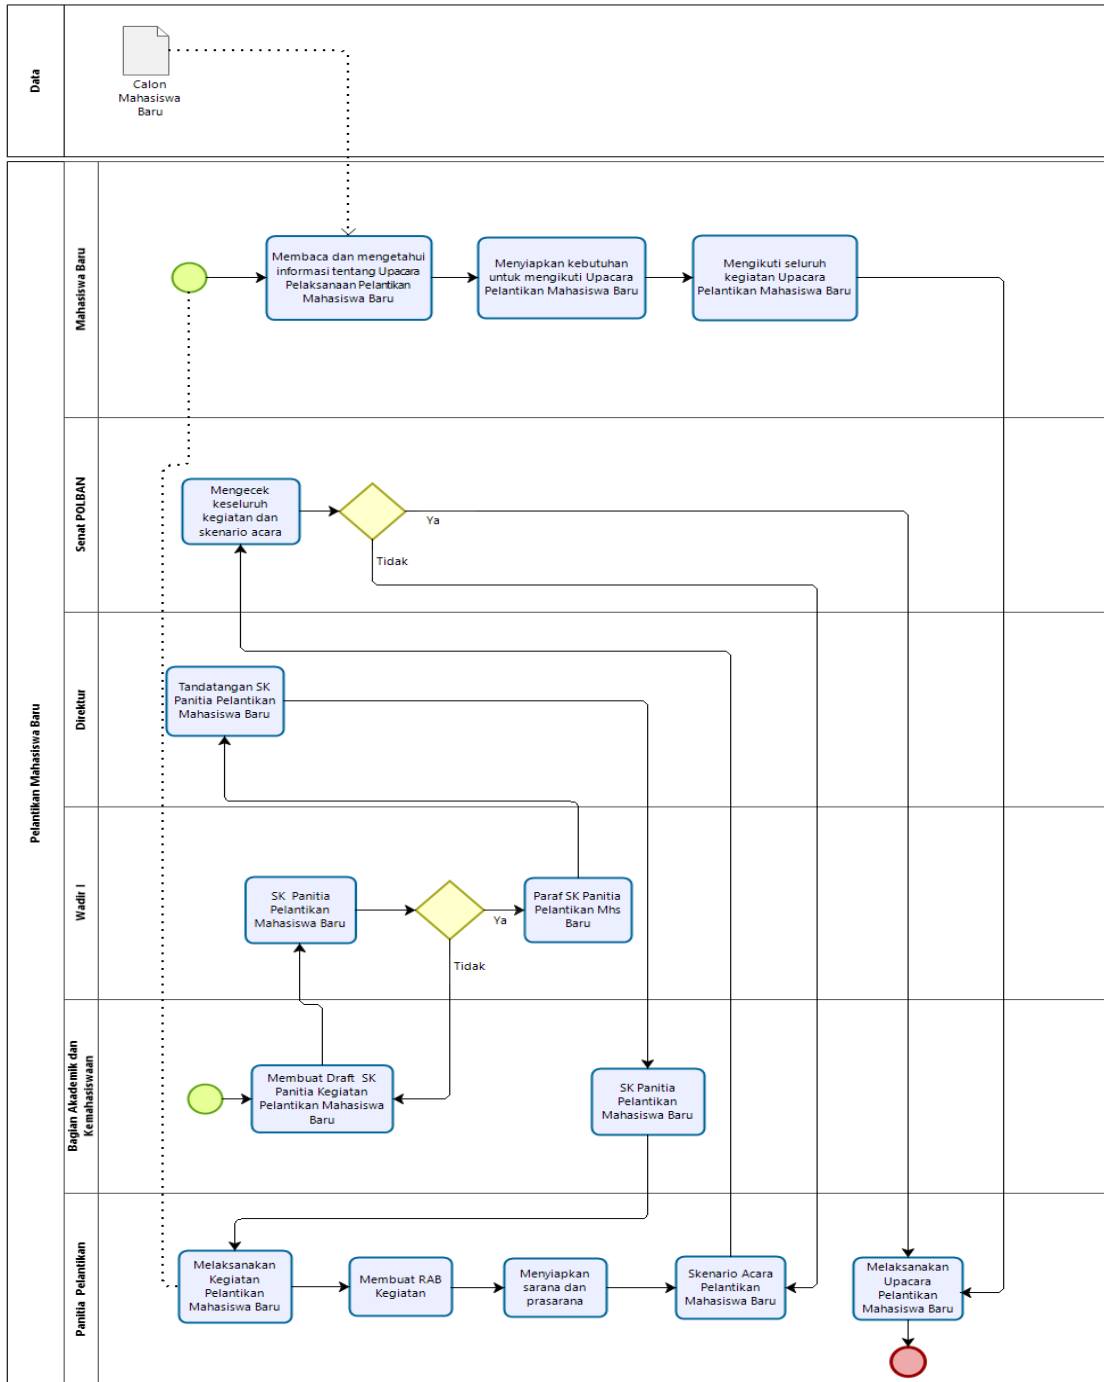 Data
Calon
Mahasiswa
Baru
Pelantikan Mahasiswa Baru
Mahasiswa Baru
Membaca dan mengetahui
informasi tentang Upacara
Pelaksanaan Pelantikan
Mahasiswa Baru
Menyiapkan kebutuhan
untuk mengikuti Upacara
Pelantikan Mahasiswa Baru
Mengikuti seluruh
kegiatan Upacara
Pelantikan Mahasiswa Baru
Senat POLBAN
Mengecek
keseluruh
kegiatan dan
skenario acara
Ya
Tidak
Direktur
Tandatangan SK
Panitia Pelantikan
Mahasiswa Baru
Wadir I
SK Panitia
Pelantikan
Mahasiswa Baru
Ya
Tidak
Paraf SK Panitia
Pelantikan Mhs
Baru
Bagian Akademik dan
Kemahasiswaan
Membuat Draft SK
Panitia Kegiatan
Pelantikan Mahasiswa
Baru
SK Panitia
Pelantikan
Mahasiswa Baru
Panitia Pelantikan
Melaksanakan
Kegiatan
Pelantikan
Mahasiswa Baru
Membuat RAB
Kegiatan
Menyiapkan
sarana dan
prasarana
Skenario Acara
Pelantikan
Mahasiswa Baru
Melaksanakan
Upacara
Pelantikan
Mahasiswa Baru